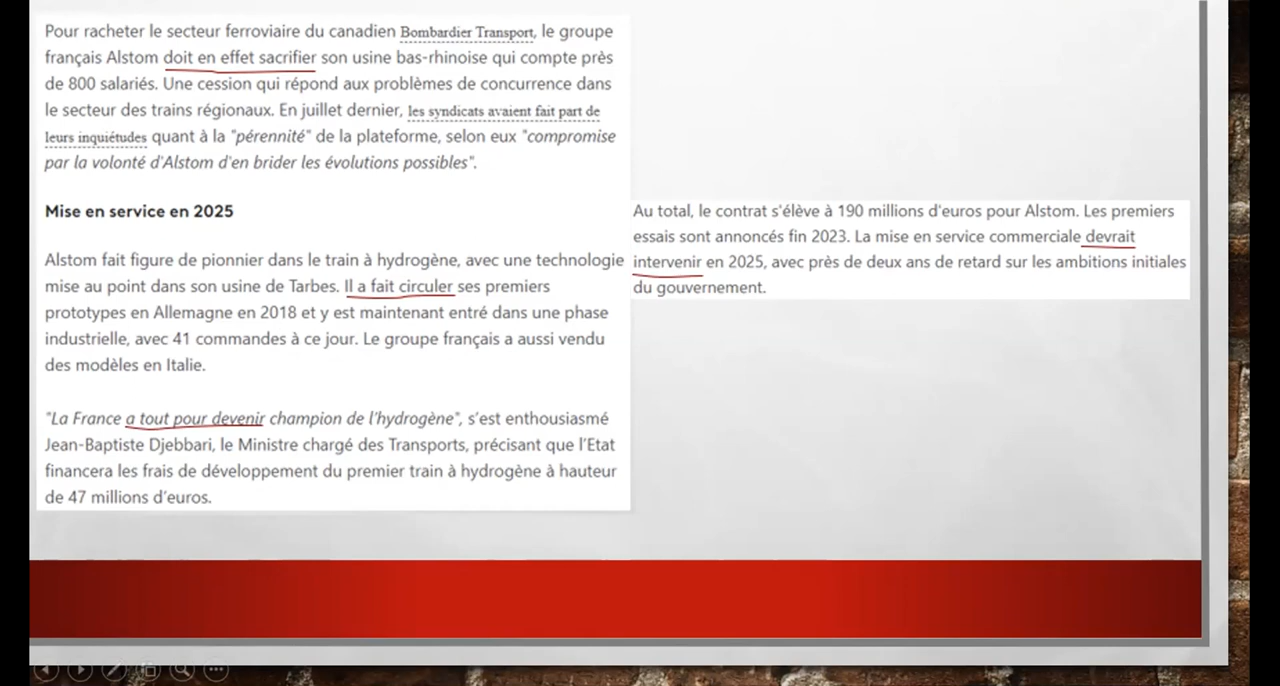 Pour racheter le secteur ferroviaire du canadien Bombardier Transport, le groupe
français Alstom doit en effet sacrifier son usine bas-rhinoise qui compte près
de 800 salariés. Une cession qui répond aux problèmes de concurrence dans
le secteur des trains régionaux. En juillet dernier, les syndicats avaient fait part de
leurs inquiétudes quant à la "pérennité" de la plateforme, selon eux "compromise
par la volonté d'Alstom d'en brider les évolutions possibles".
Mise en service en 2025
Alstom fait figure de pionnier dans le train à hydrogène, avec une technologie
mise au point dans son usine de Tarbes. Il a fait circuler ses premiers
prototypes en Allemagne en 2018 et y est maintenant entré dans une phase
industrielle, avec 41 commandes à ce jour. Le groupe français a aussi vendu
des modèles en Italie.
"La France a tout pour devenir champion de l'hydrogène", s'est enthousiasmé
Jean-Baptiste Djebbari, le Ministre chargé des Transports, précisant que l'Etat
financera les frais de développement du premier train à hydrogène à hauteur
de 47 millions d'euros.
Au total, le contrat s'élève à 190 millions d'euros pour Alstom. Les premiers
essais sont annoncés fin 2023. La mise en service commerciale devrait
intervenir en 2025, avec près de deux ans de retard sur les ambitions initiales
du gouvernement.